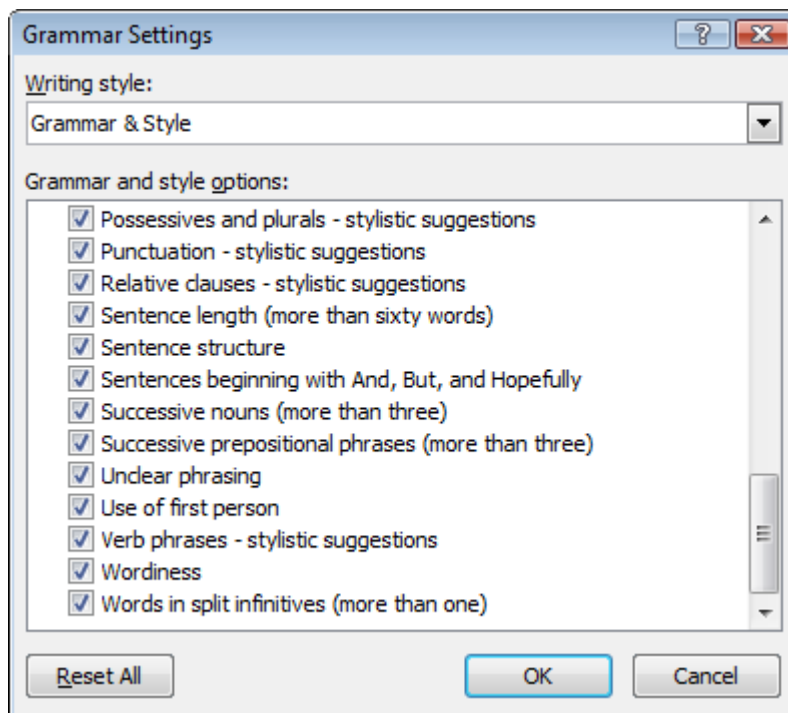 Grammar Settings
Writing style:
Grammar & Style
Grammar and style options:
Possessives and plurals - stylistic suggestions
Punctuation - stylistic suggestions
Relative clauses - stylistic suggestions
Sentence length (more than sixty words)
Sentence structure
Sentences beginning with And, But, and Hopefully
Successive nouns (more than three)
Successive prepositional phrases (more than three)
Unclear phrasing
Use of first person
Verb phrases - stylistic suggestions
Wordiness
Words in split infinitives (more than one)
Reset All OK Cancel